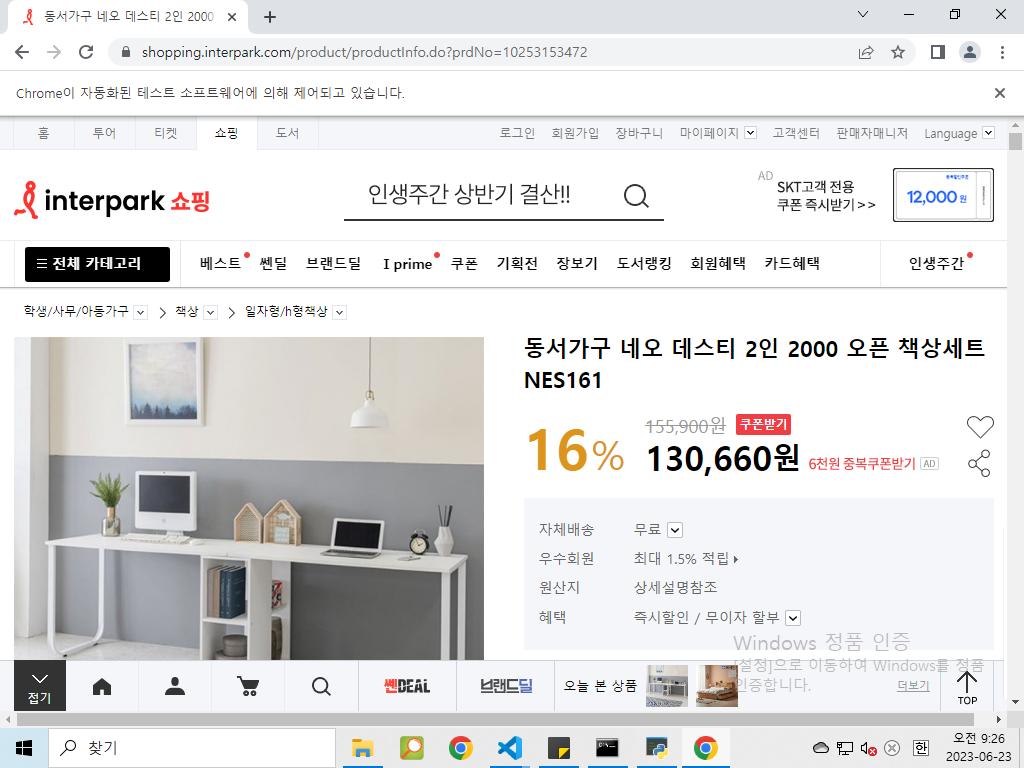 동서가구 네오 데스티 2인 2000
shopping.interpark.com/product/productInfo.do?prdNo=10253153472
Chrome이 자동화된 테스트 소프트웨어에 의해 제어되고 있습니다.
홈 투어 티켓 쇼핑 도서 로그인 회원가입 장바구니 마이페이지 고객센터 판매자매니저 Language
interpark 쇼핑
인생주간 상반기 결산!!
AD
SKT고객 전용
쿠폰 즉시받기 >>
12,000원
전체 카테고리 베스트 쎈딜 브랜드딜 I prime 쿠폰 기획전 장보기 도서랭킹 회원혜택 카드혜택 인생주간
학생/사무/아동가구 > 책상 > 일자형/h형책상
동서가구 네오 데스티 2인 2000 오픈 책상세트
NES161
16%
155,900원 쿠폰받기
130,660원 6천원 중복쿠폰받기 AD
자체배송 무료
우수회원 최대 1.5% 적립
원산지 상세설명참조
혜택 즉시할인 / 무이자 할부
Windows 정품 인증
[설정]으로 이동하여 Windows를 정품
인증합니다.
접기
쎈DEAL
브랜드딜
오늘 본 상품
더보기
TOP
찾기
한
오전 9:26
2023-06-23